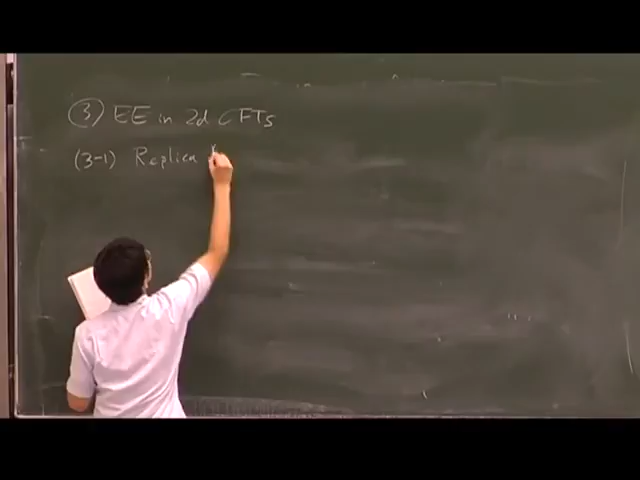 ③ EE in 2d CFTs
(3-1) Replica